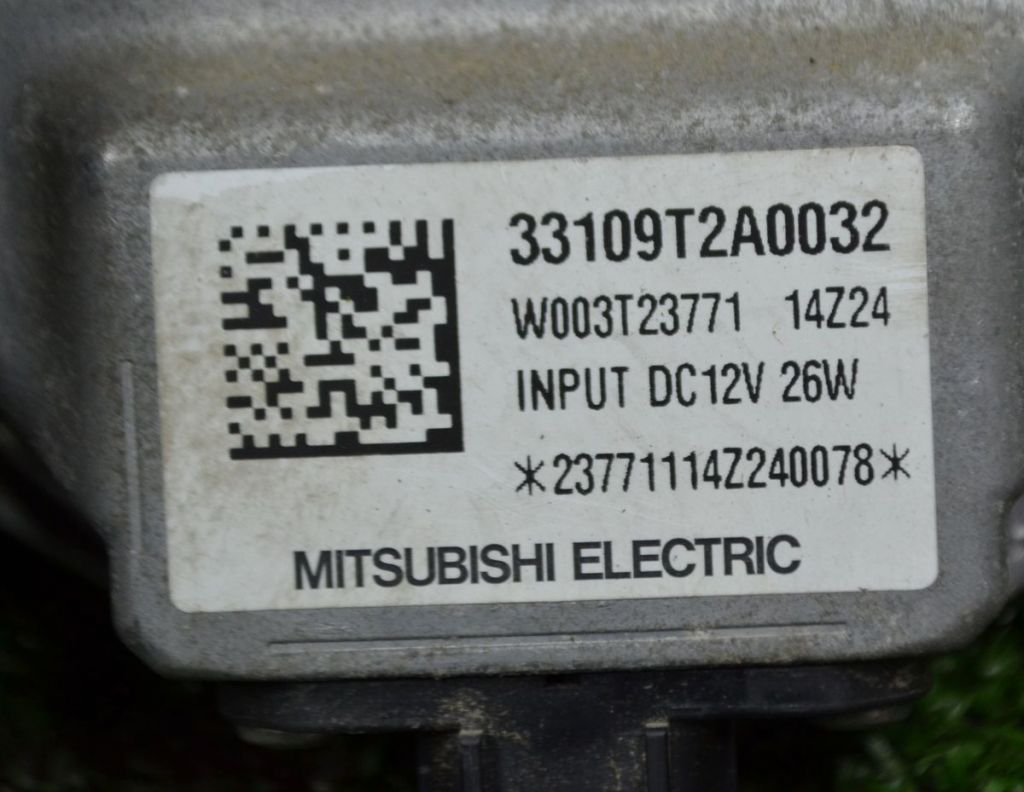 33109T2A0032
W003T23771 14Z24
INPUT DC12V 26W
*23771114Z240078*
MITSUBISHI ELECTRIC